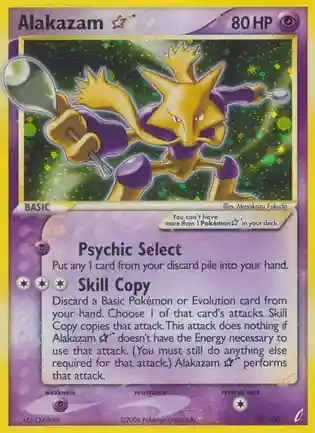 Alakazam ☆ 80 HP
BASIC
Illus. Masakazu Fukuda
You can't have
more than 1 Pokémon☆ in your deck.
Psychic Select
Put any 1 card from your discard pile into your hand.
Skill Copy
Discard a Basic Pokémon or Evolution card from
your hand. Choose 1 of that card's attacks. Skill
Copy copies that attack. This attack does nothing if
Alakazam ☆ doesn't have the Energy necessary to
use that attack. (You must still do anything else
required for that attack.) Alakazam ☆ performs
that attack.
weakness resistance retreat cost
©2006 Pokémon